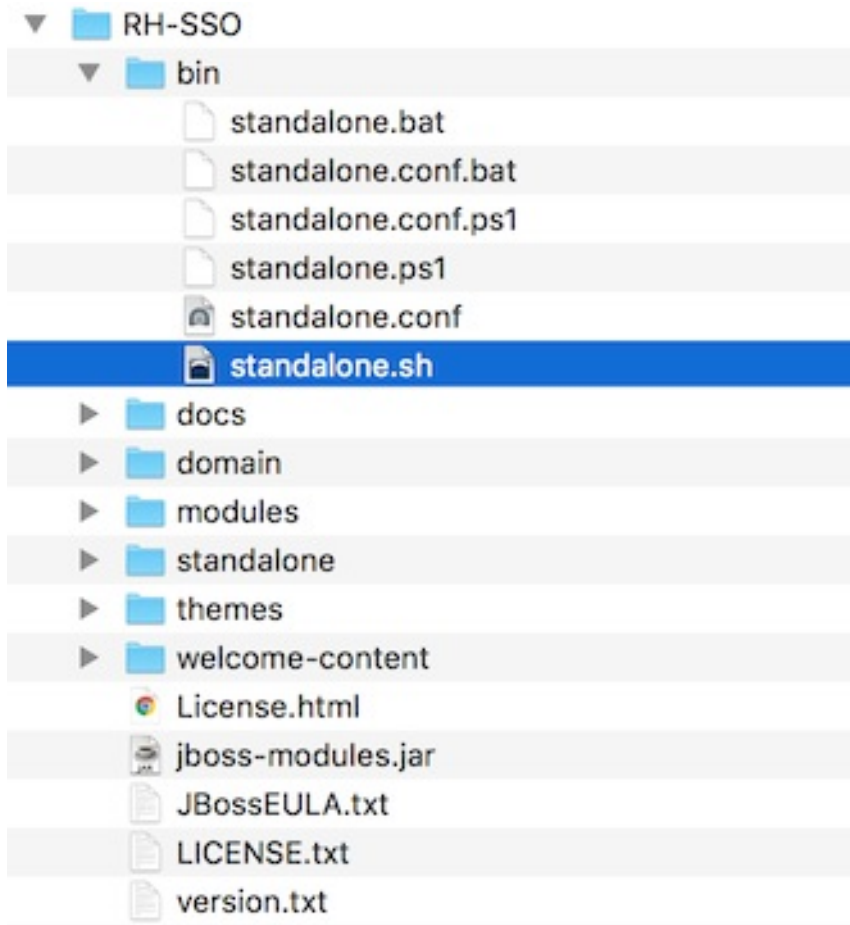 RH-SSO
bin
standalone.bat
standalone.conf.bat
standalone.conf.ps1
standalone.ps1
standalone.conf
standalone.sh
docs
domain
modules
standalone
themes
welcome-content
License.html
jboss-modules.jar
JBossEULA.txt
LICENSE.txt
version.txt